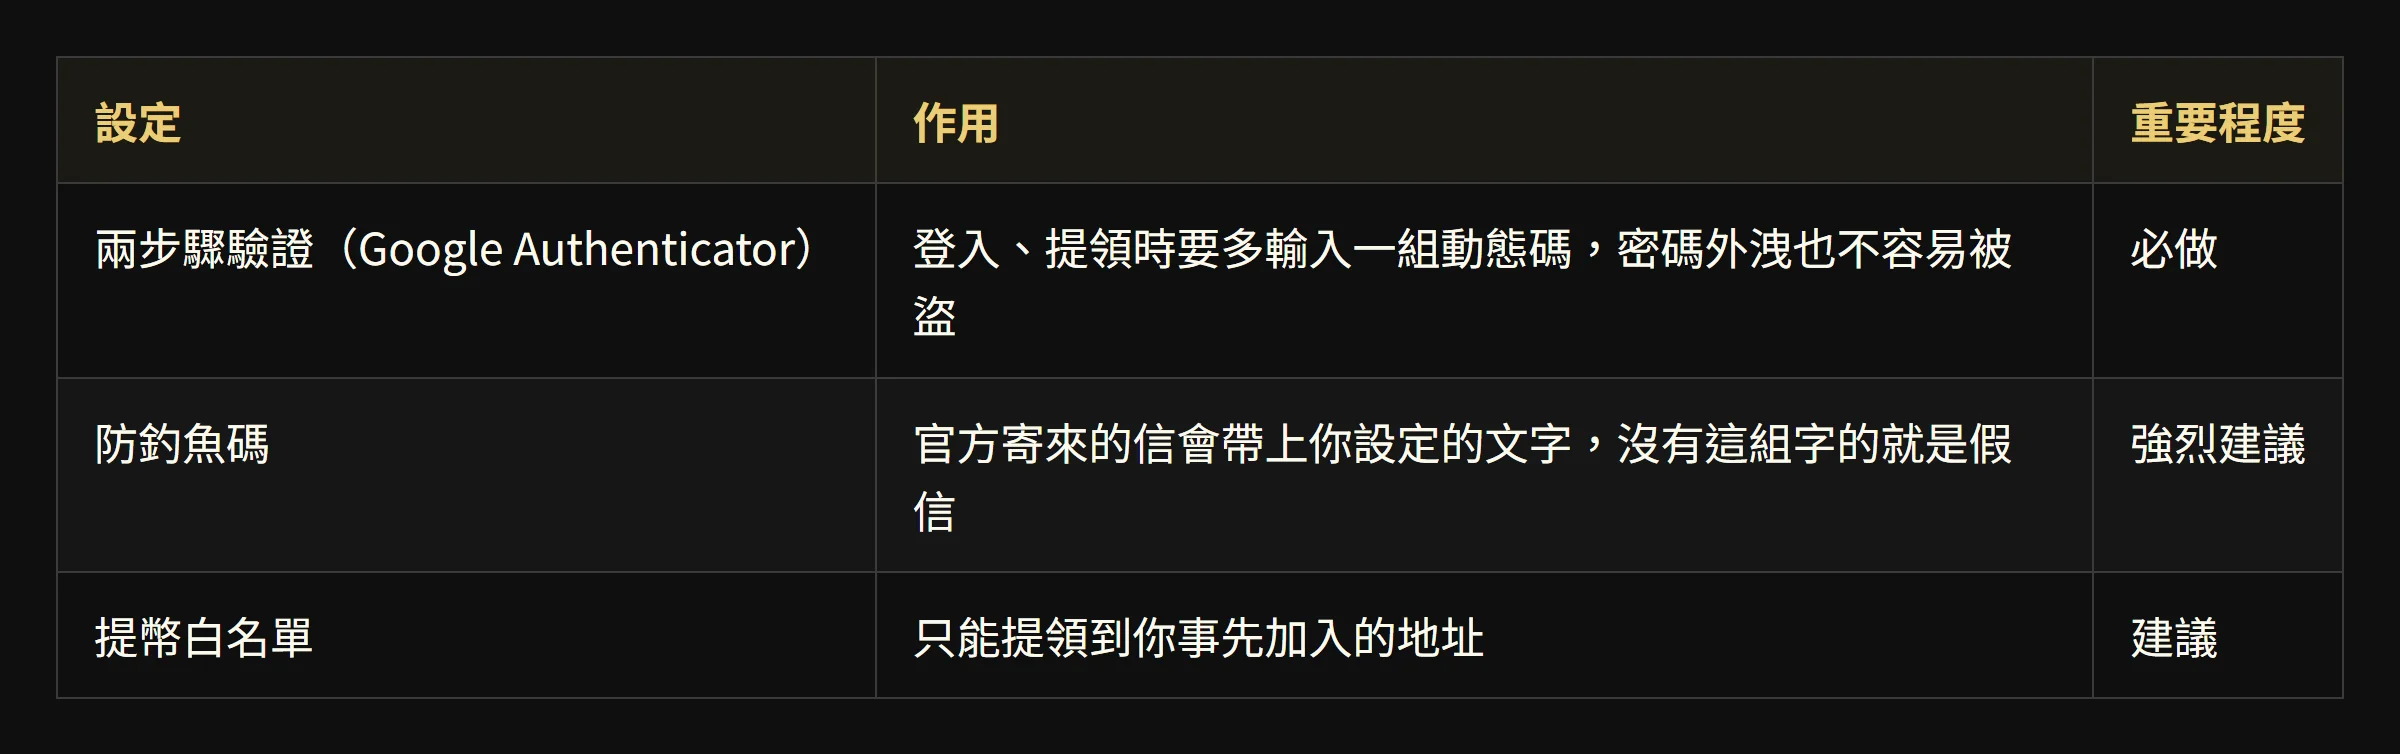 設定
作用
重要程度
兩步驟驗證（Google Authenticator）
登入、提領時要多輸入一組動態碼，密碼外洩也不容易被
盜
必做
防釣魚碼
官方寄來的信會帶上你設定的文字，沒有這組字的就是假
信
強烈建議
提幣白名單
只能提領到你事先加入的地址
建議